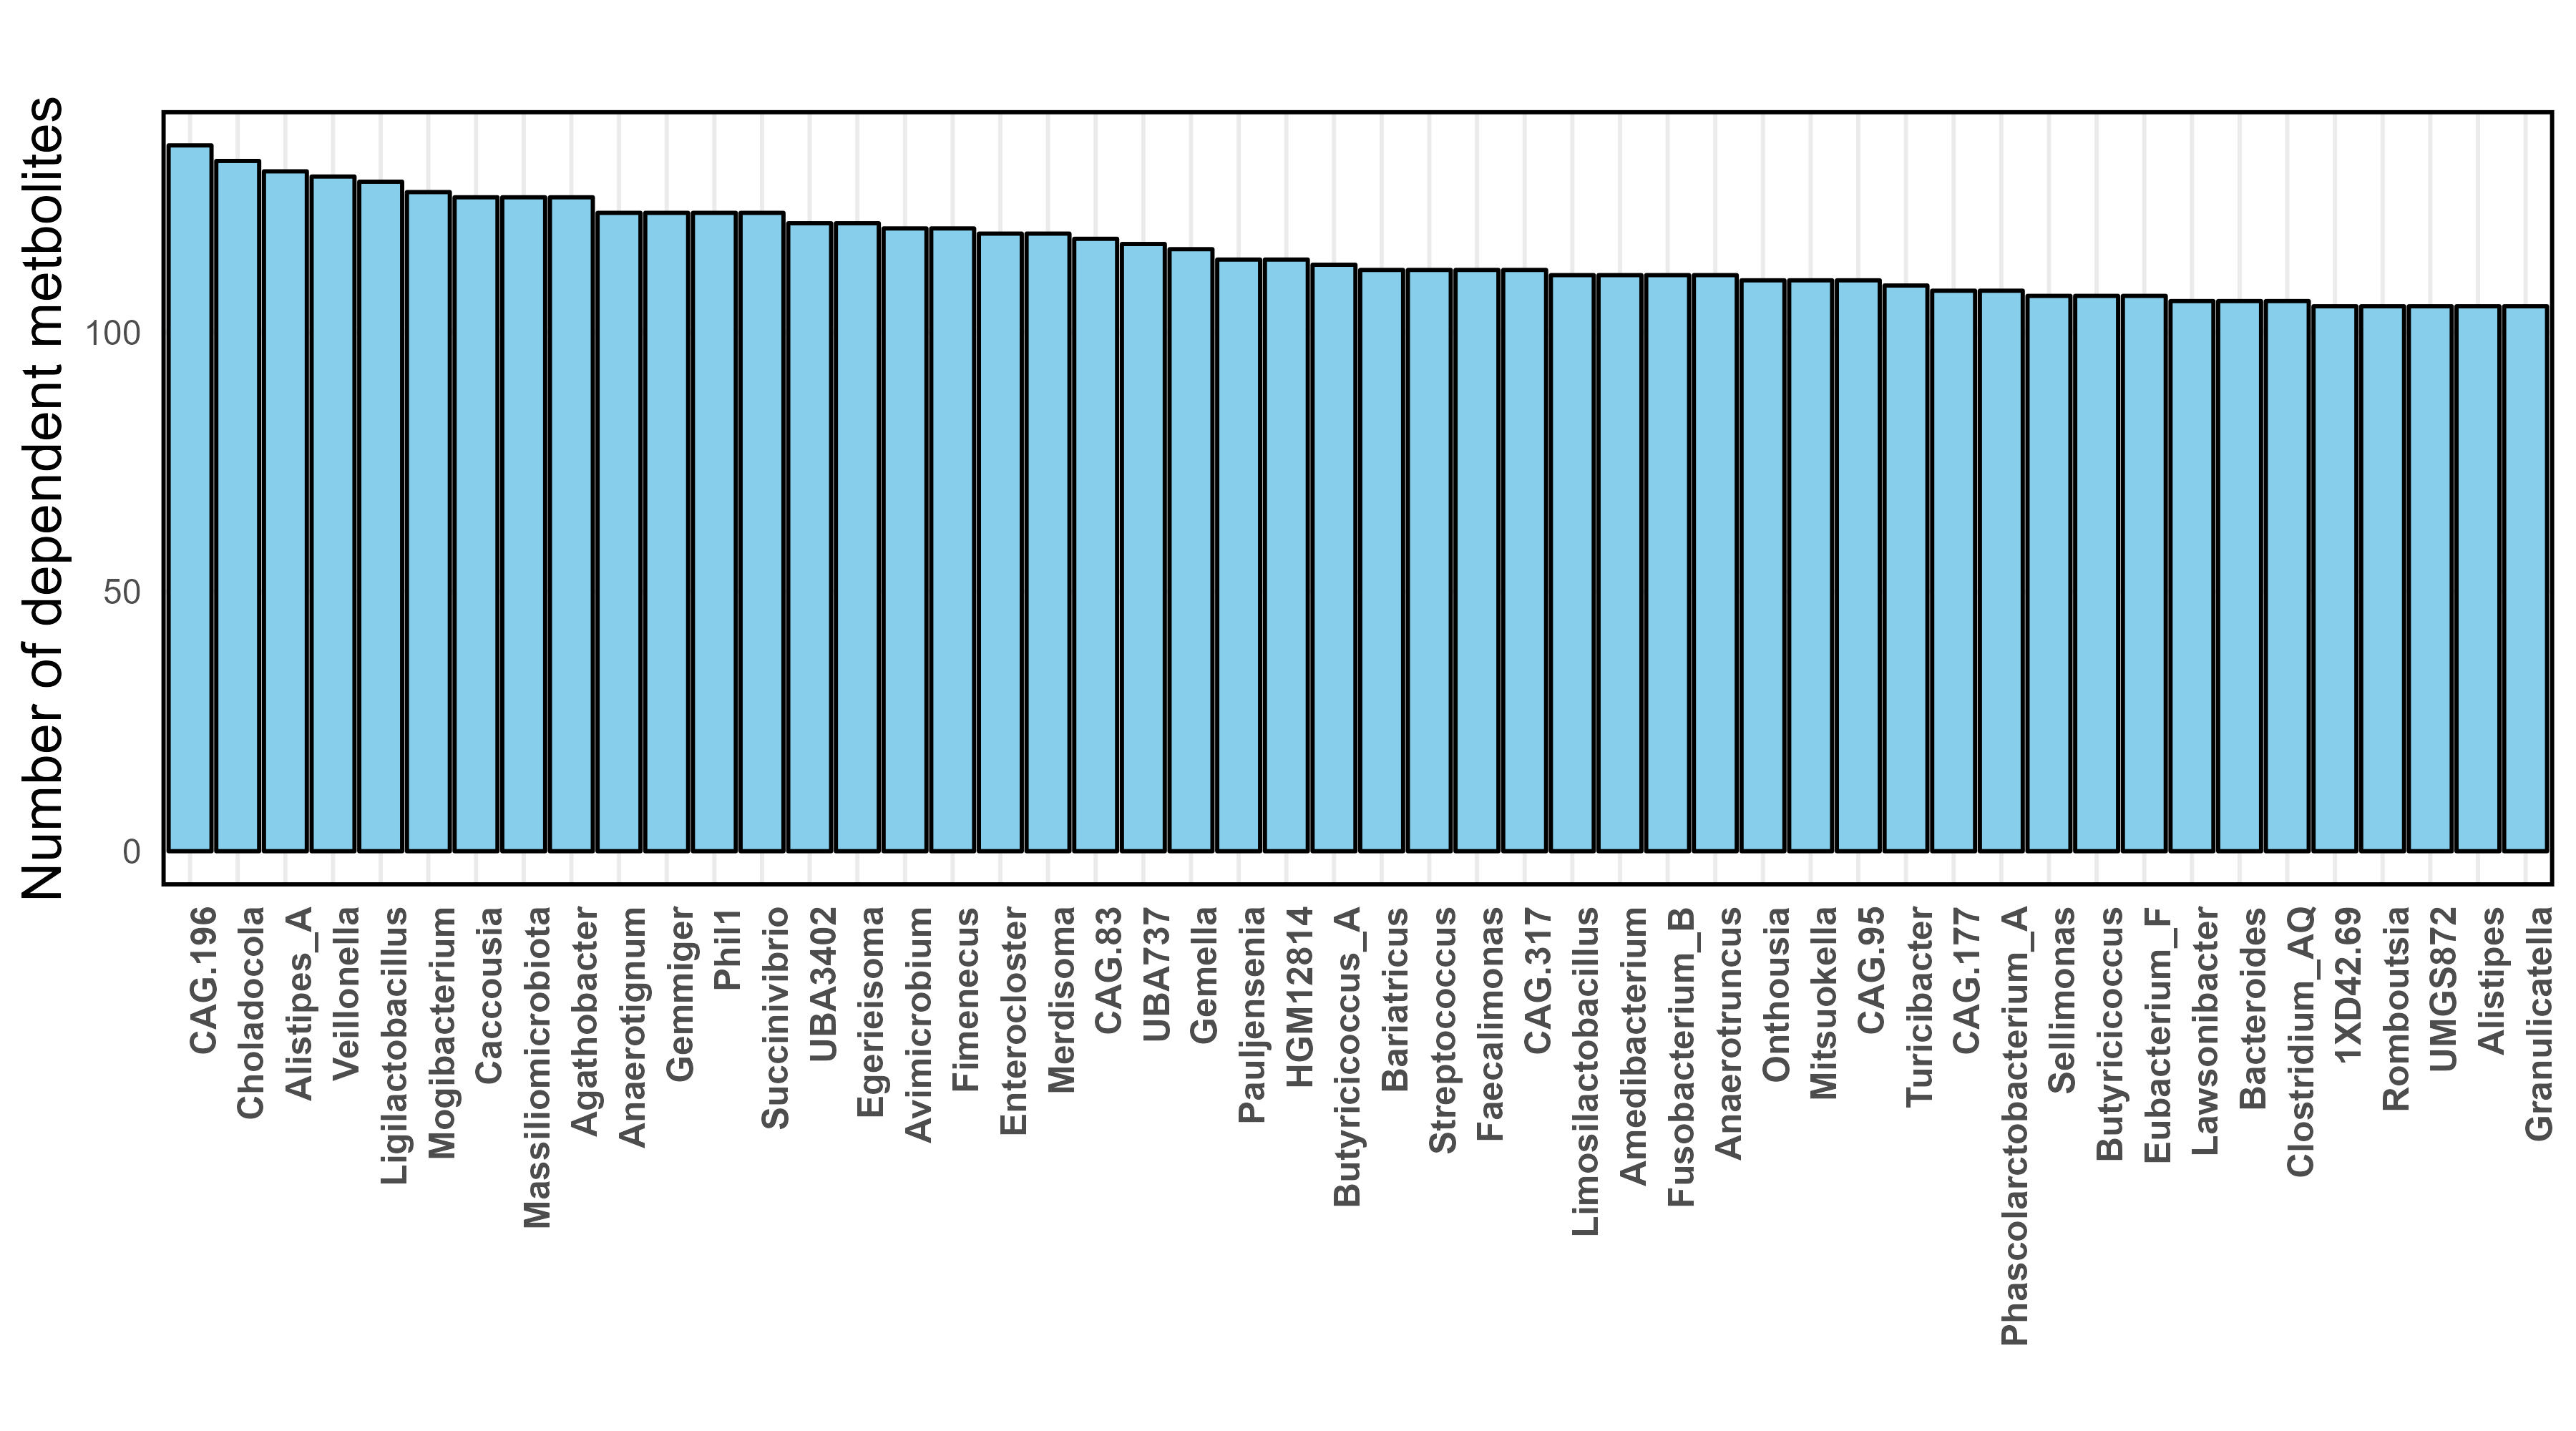 Number of dependent metbolites
100
50
0
CAG.196
Choladocola
Alistipes_A
Veillonella
Ligilactobacillus
Mogibacterium
Caccousia
Massiliomicrobiota
Agathobacter
Anaerotignum
Gemmiger
Phil1
Succinivibrio
UBA3402
Egerieisoma
Avimicrobium
Fimenecus
Enterocloster
Merdisoma
CAG.83
UBA737
Gemella
Pauljensenia
HGM12814
Butyricicoccus_A
Bariatricus
Streptococcus
Faecalimonas
CAG.317
Limosilactobacillus
Amedibacterium
Fusobacterium_B
Anaerotruncus
Onthousia
Mitsuokella
CAG.95
Turicibacter
CAG.177
Phascolarctobacterium_A
Sellimonas
Butyricicoccus
Eubacterium_F
Lawsonibacter
Bacteroides
Clostridium_AQ
1XD42.69
Romboutsia
UMGS872
Alistipes
Granulicatella